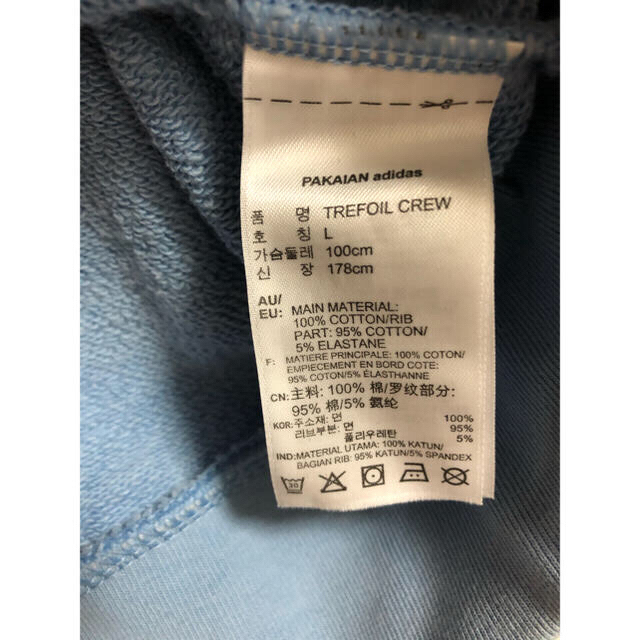 PAKAIAN adidas
품 명 TREFOIL CREW
호 칭 L
가슴둘레 100cm
신 장 178cm
AU/
EU: MAIN MATERIAL:
100% COTTON/RIB
PART: 95% COTTON/
5% ELASTANE
F: MATIERE PRINCIPALE: 100% COTON/
EMPIECEMENT EN BORD COTE:
95% COTON/5% ÉLASTHANNE
CN: 主料: 100% 棉/罗纹部分:
95% 棉/5% 氨纶
KOR: 주소재: 면 100%
리브부분: 면 95%
폴리우레탄 5%
IND: MATERIAL UTAMA: 100% KATUN/
BAGIAN RIB: 95% KATUN/5% SPANDEX
30